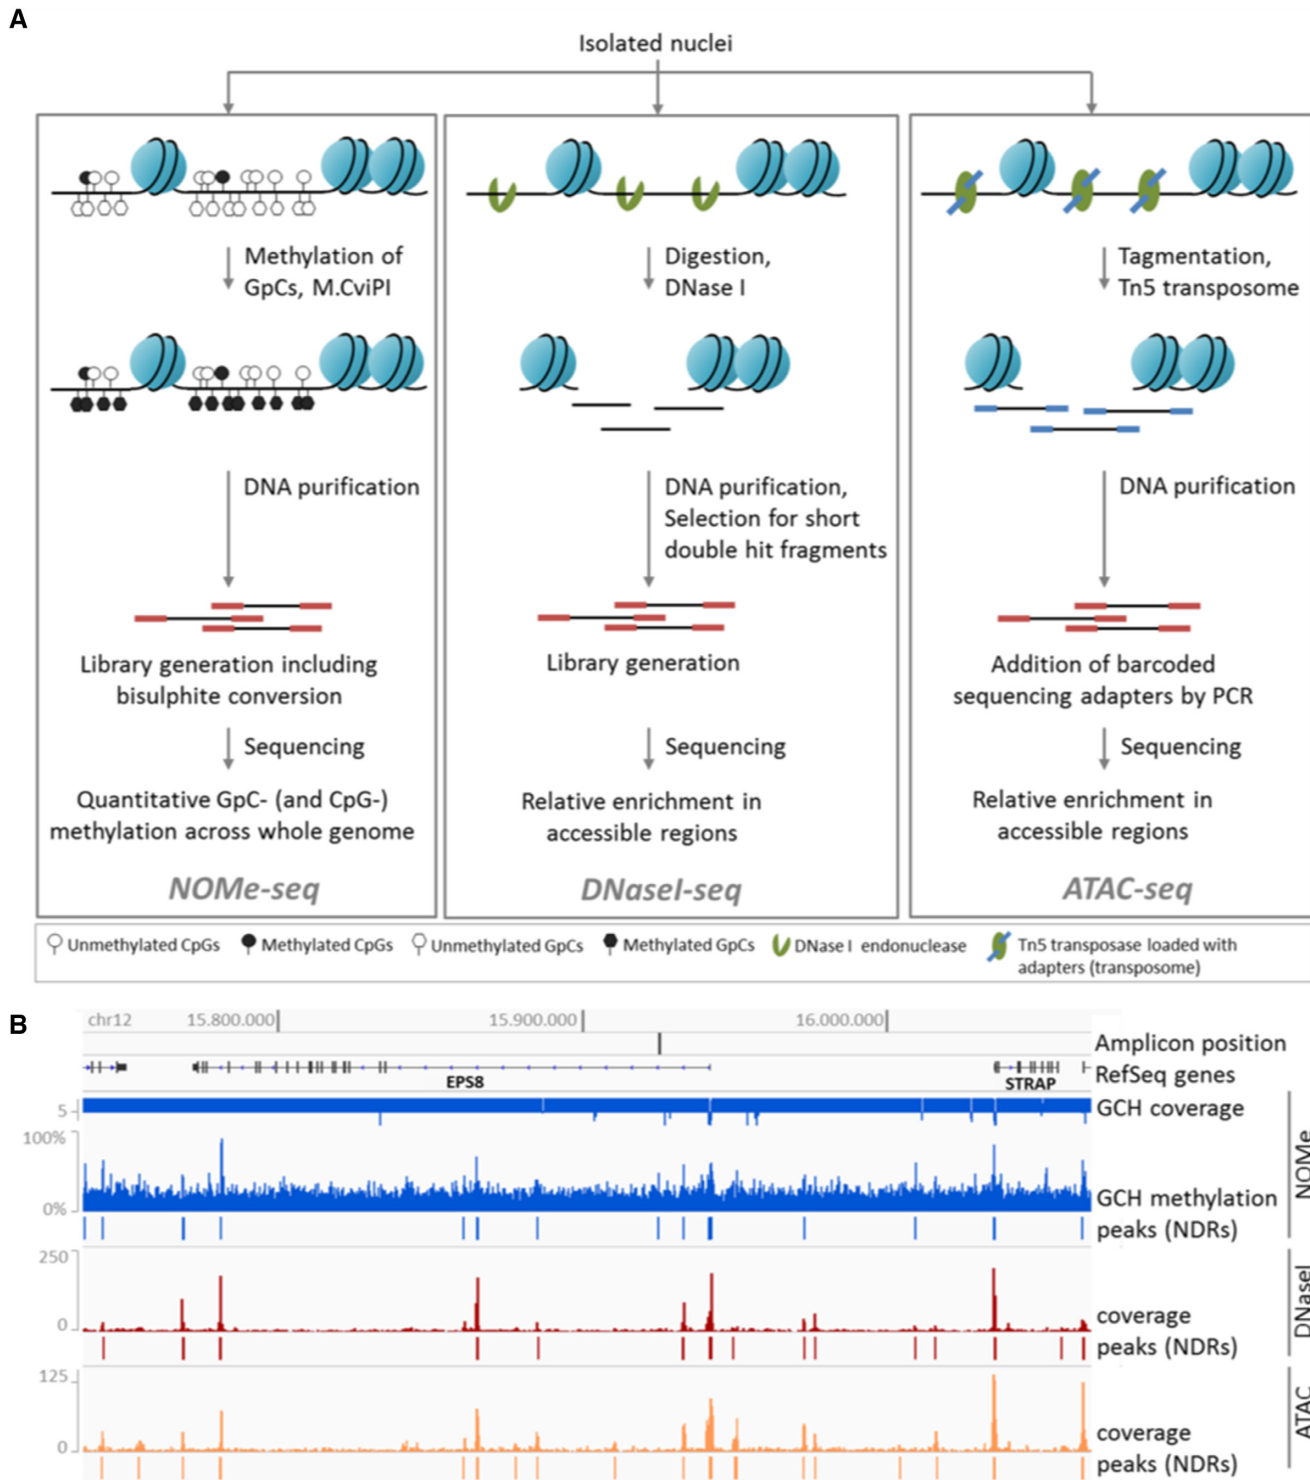 A
Isolated nuclei
Methylation of
GpCs, M.CviPI
DNA purification
Library generation including
bisulphite conversion
Sequencing
Quantitative GpC- (and CpG-)
methylation across whole genome
NOMe-seq
Digestion,
DNase I
DNA purification,
Selection for short
double hit fragments
Library generation
Sequencing
Relative enrichment in
accessible regions
DNaseI-seq
Tagmentation,
Tn5 transposome
DNA purification
Addition of barcoded
sequencing adapters by PCR
Sequencing
Relative enrichment in
accessible regions
ATAC-seq
Unmethylated CpGs
Methylated CpGs
Unmethylated GpCs
Methylated GpCs
DNase I endonuclease
Tn5 transposase loaded with
adapters (transposome)
B
chr12
15.800.000
15.900.000
16.000.000
Amplicon position
EPS8
STRAP
RefSeq genes
5
GCH coverage
100%
0%
GCH methylation
peaks (NDRs)
NOMe
250
0
coverage
peaks (NDRs)
DNaseI
125
0
coverage
peaks (NDRs)
ATAC